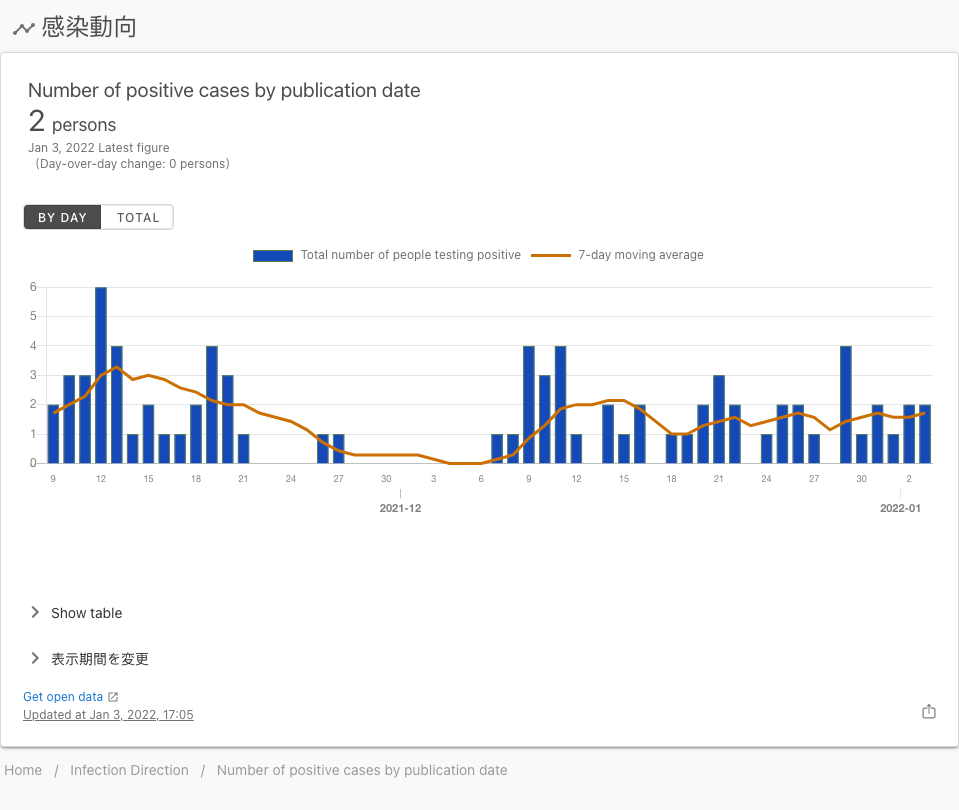 感染動向
Number of positive cases by publication date
2 persons
Jan 3, 2022 Latest figure
(Day-over-day change: 0 persons)
BY DAY TOTAL
Total number of people testing positive 7-day moving average
6
5
4
3
2
1
0
9 12 15 18 21 24 27 30 3 6 9 12 15 18 21 24 27 30 2
2021-12 2022-01
Show table
表示期間を変更
Get open data
Updated at Jan 3, 2022, 17:05
Home / Infection Direction / Number of positive cases by publication date